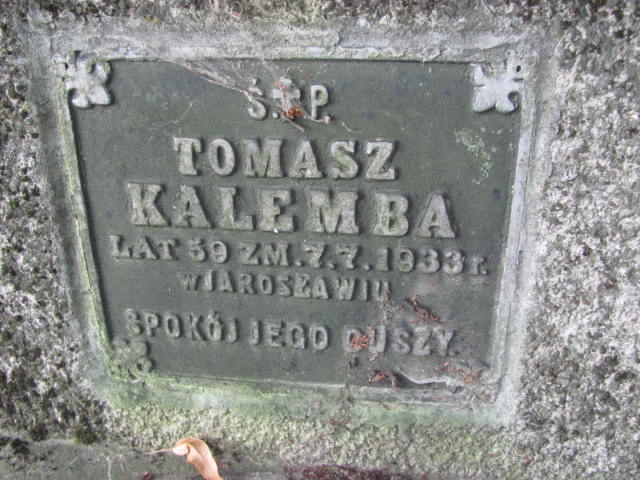 Ś.✝P.
TOMASZ
KALEMBA
LAT 59 ZM. 7.7.1933 r.
W JAROSŁAWIU
SPOKÓJ JEGO DUSZY.